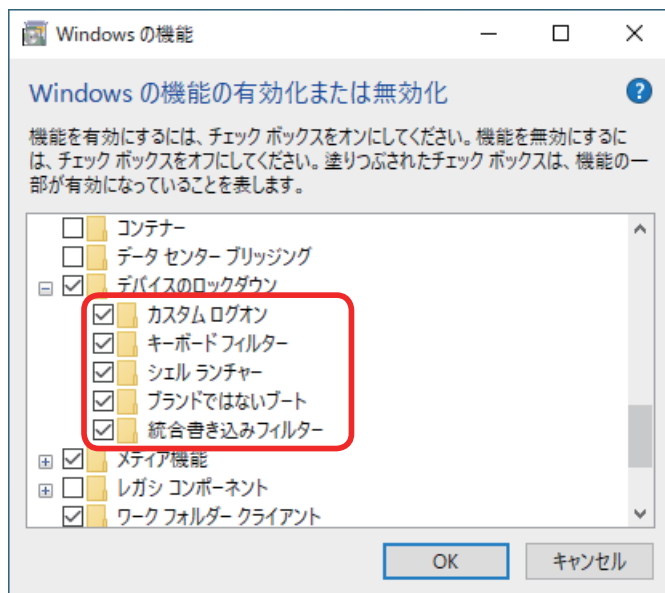 Windows の機能
Windows の機能の有効化または無効化
?
機能を有効にするには、チェック ボックスをオンにしてください。機能を無効にするに
は、チェック ボックスをオフにしてください。塗りつぶされたチェック ボックスは、機能の一
部が有効になっていることを表します。
コンテナー
データ センター ブリッジング
デバイスのロックダウン
カスタム ログオン
キーボード フィルター
シェル ランチャー
ブランドではないブート
統合書き込みフィルター
メディア機能
レガシ コンポーネント
ワーク フォルダー クライアント
OK
キャンセル